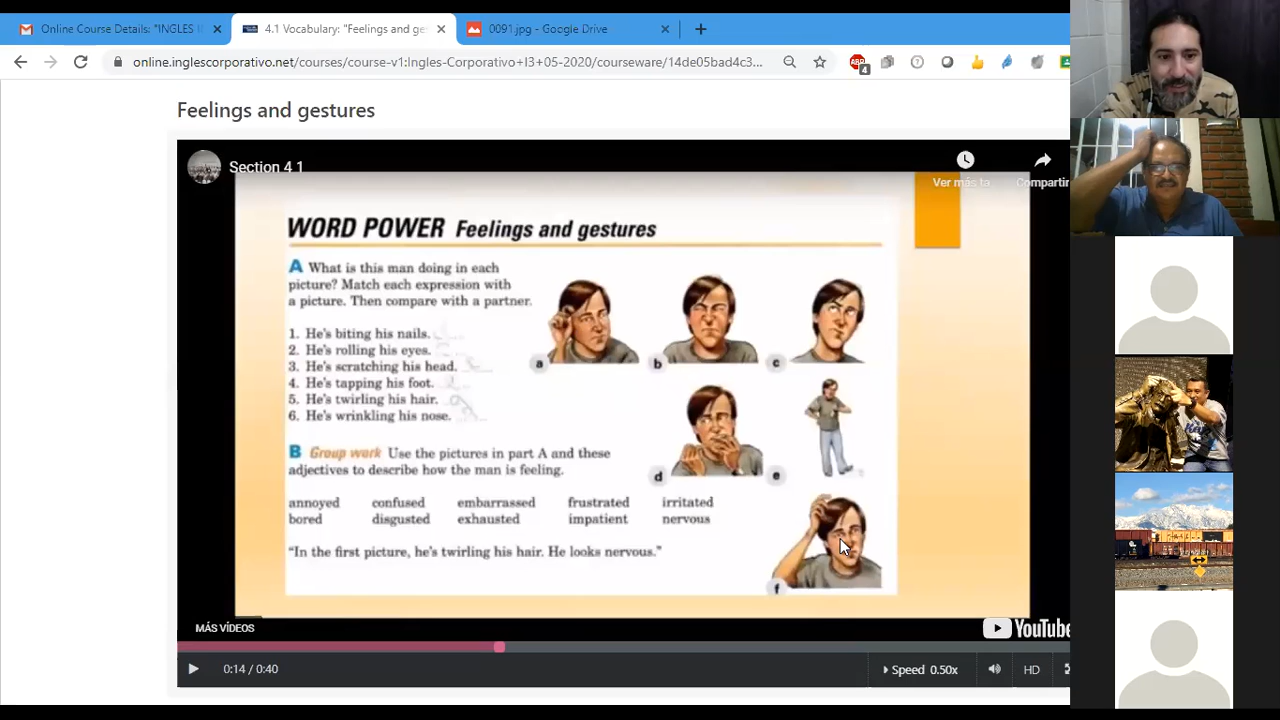 Online Course Details: "INGLES I
4.1 Vocabulary: "Feelings and ge
0091.jpg - Google Drive
online.inglescorporativo.net/courses/course-v1:Ingles-Corporativo+I3+05-2020/courseware/14de05bad4c3...
ABP
4
Feelings and gestures
Section 4.1
Ver más ta
Compartir
WORD POWER Feelings and gestures
A What is this man doing in each
picture? Match each expression with
a picture. Then compare with a partner.
1. He's biting his nails.
2. He's rolling his eyes.
3. He's scratching his head.
4. He's tapping his foot.
5. He's twirling his hair.
6. He's wrinkling his nose.
a
b
c
d
e
f
B Group work Use the pictures in part A and these
adjectives to describe how the man is feeling.
annoyed confused embarrassed frustrated irritated
bored disgusted exhausted impatient nervous
"In the first picture, he's twirling his hair. He looks nervous."
MÁS VÍDEOS
YouTube
0:14 / 0:40
Speed 0.50x
HD